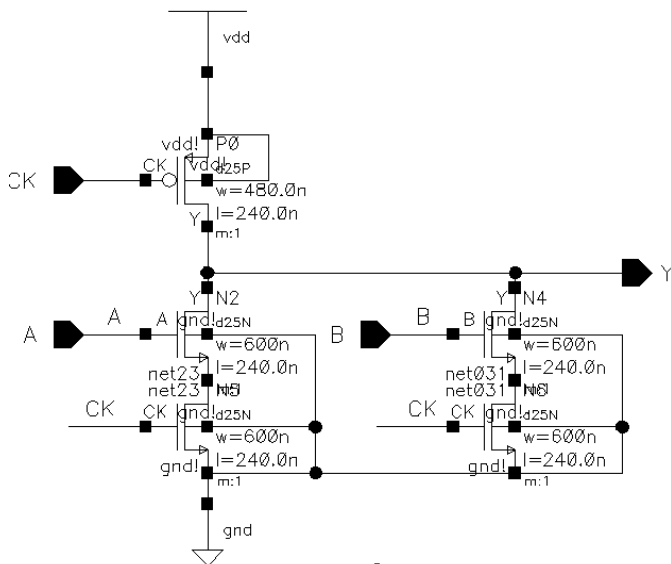 vdd
vdd! P0
CK CK vdd! d25P
w=480.0n
Y l=240.0n
m:1
Y
Y N2 Y N4
A A A gnd! d25N B B B gnd! d25N
w=600n w=600n
l=240.0n l=240.0n
net23 net031
net23 N5 net031
CK CK gnd! d25N CK CK gnd! d25N
w=600n w=600n
gnd! l=240.0n gnd! l=240.0n
m:1 m:1
gnd